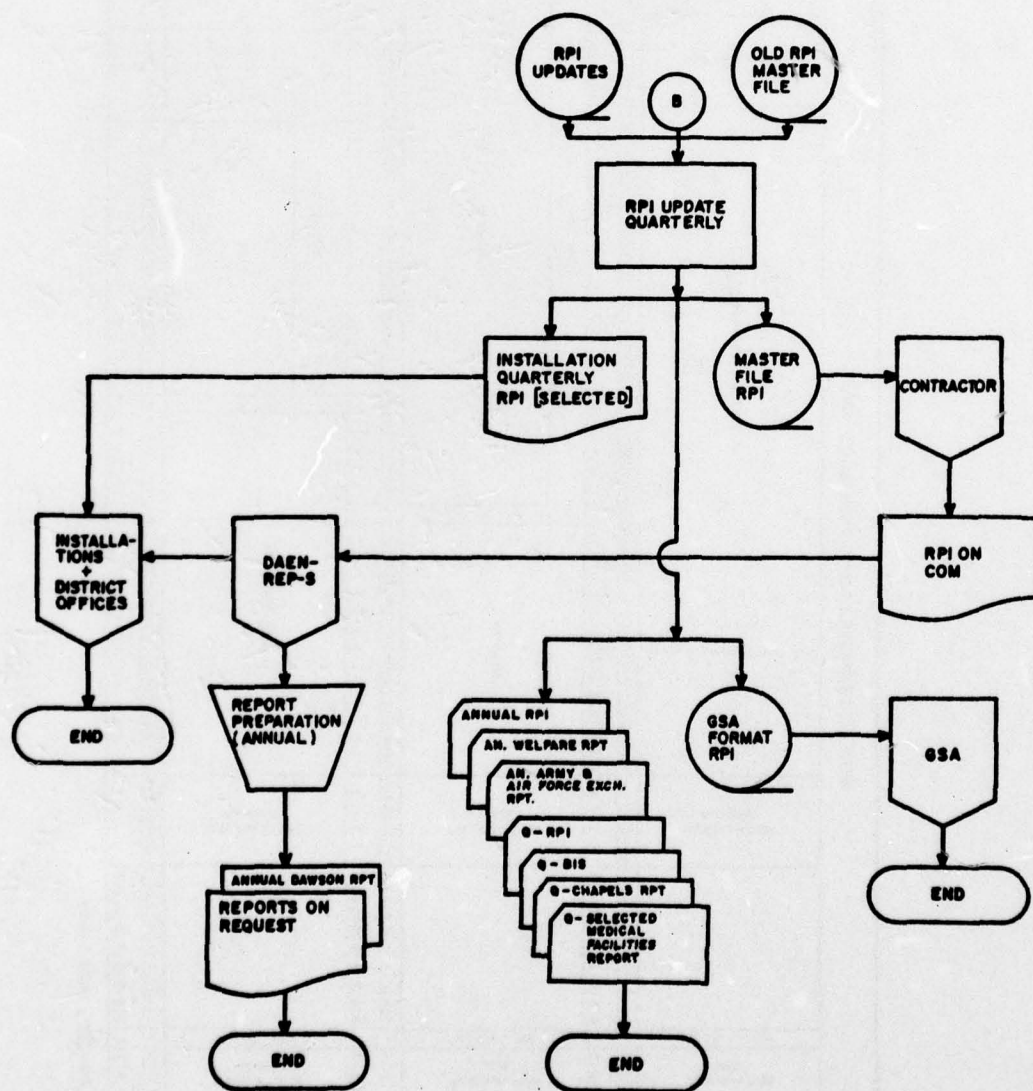 RPI
UPDATES
B
OLD RPI
MASTER
FILE
RPI UPDATE
QUARTERLY
INSTALLATION
QUARTERLY
RPI [SELECTED]
MASTER
FILE
RPI
CONTRACTOR
INSTALLA-
TIONS
+
DISTRICT
OFFICES
DAEN-
REP-S
RPI ON
COM
END
REPORT
PREPARATION
(ANNUAL)
ANNUAL RPI
AN. WELFARE RPT
AN. ARMY &
AIR FORCE EXCH.
RPT.
Q-RPI
Q-BIS
Q-CHAPELS RPT
Q- SELECTED
MEDICAL
FACILITIES
REPORT
GSA
FORMAT
RPI
GSA
ANNUAL DAWSON RPT
REPORTS ON
REQUEST
END
END
END